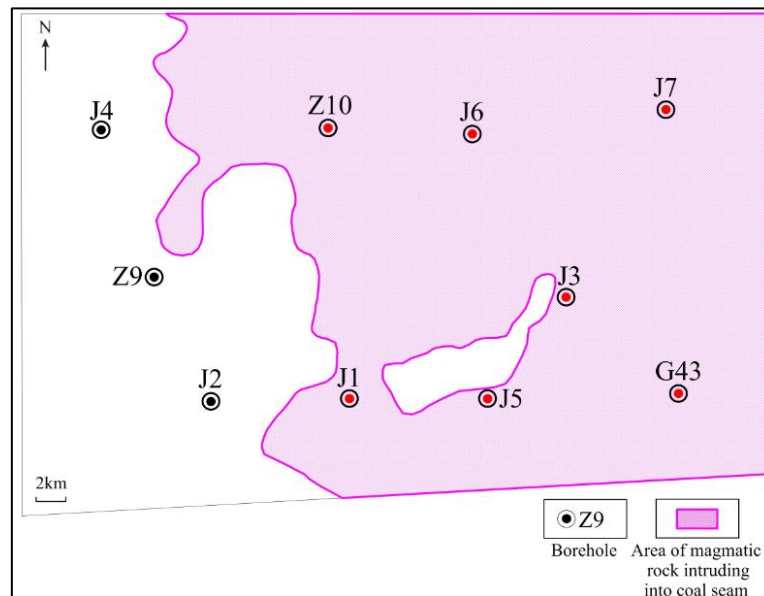 N
J4
Z10
J6
J7
Z9
J3
J2
J1
J5
G43
2km
Z9
Borehole
Area of magmatic
rock intruding
into coal seam